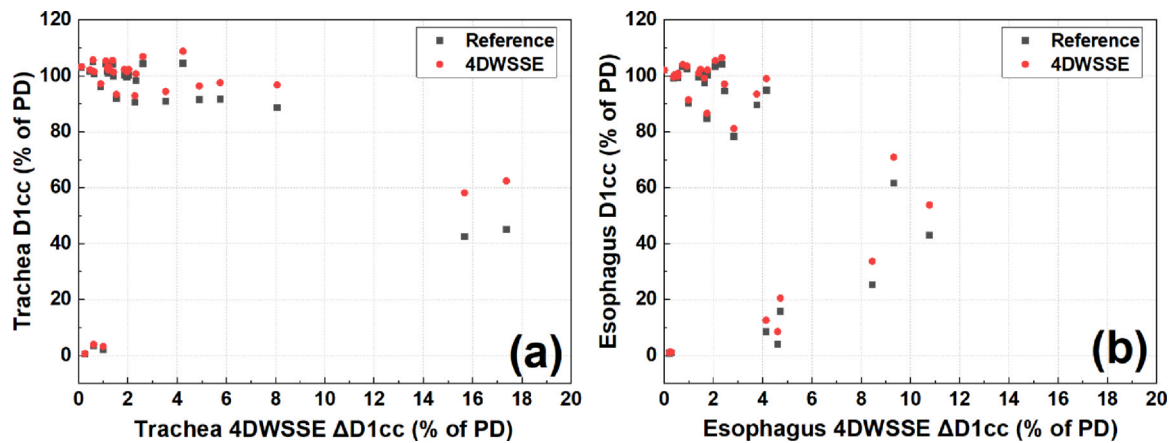 120
100
80
60
40
20
0
Trachea D1cc (% of PD)
Reference
4DWSSE
(a)
0 2 4 6 8 10 12 14 16 18 20
Trachea 4DWSSE ΔD1cc (% of PD)
120
100
80
60
40
20
0
Esophagus D1cc (% of PD)
Reference
4DWSSE
(b)
0 2 4 6 8 10 12 14 16 18 20
Esophagus 4DWSSE ΔD1cc (% of PD)